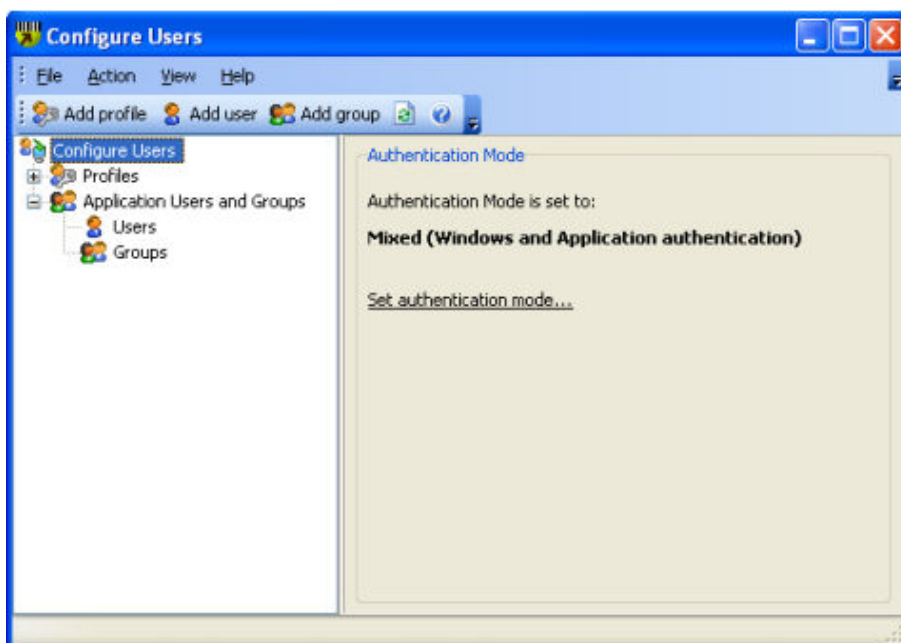 Configure Users
File Action View Help
Add profile Add user Add group
Configure Users
Profiles
Application Users and Groups
Users
Groups
Authentication Mode
Authentication Mode is set to:
Mixed (Windows and Application authentication)
Set authentication mode...